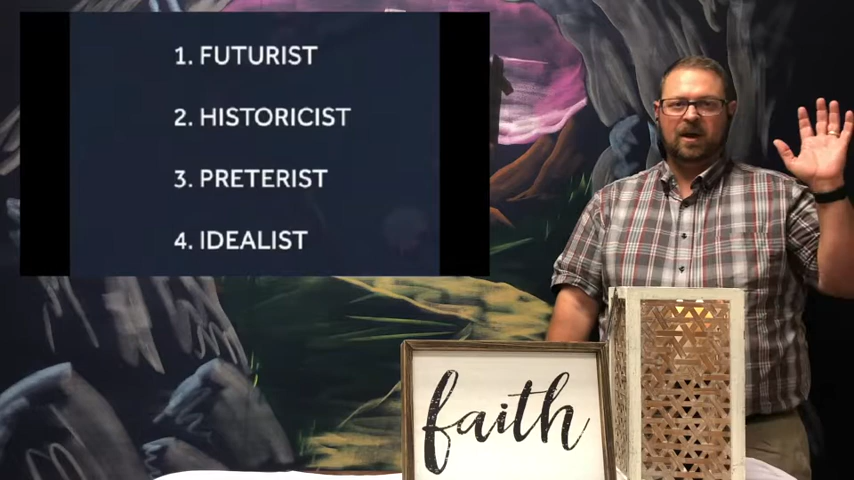 1. FUTURIST
2. HISTORICIST
3. PRETERIST
4. IDEALIST
faith